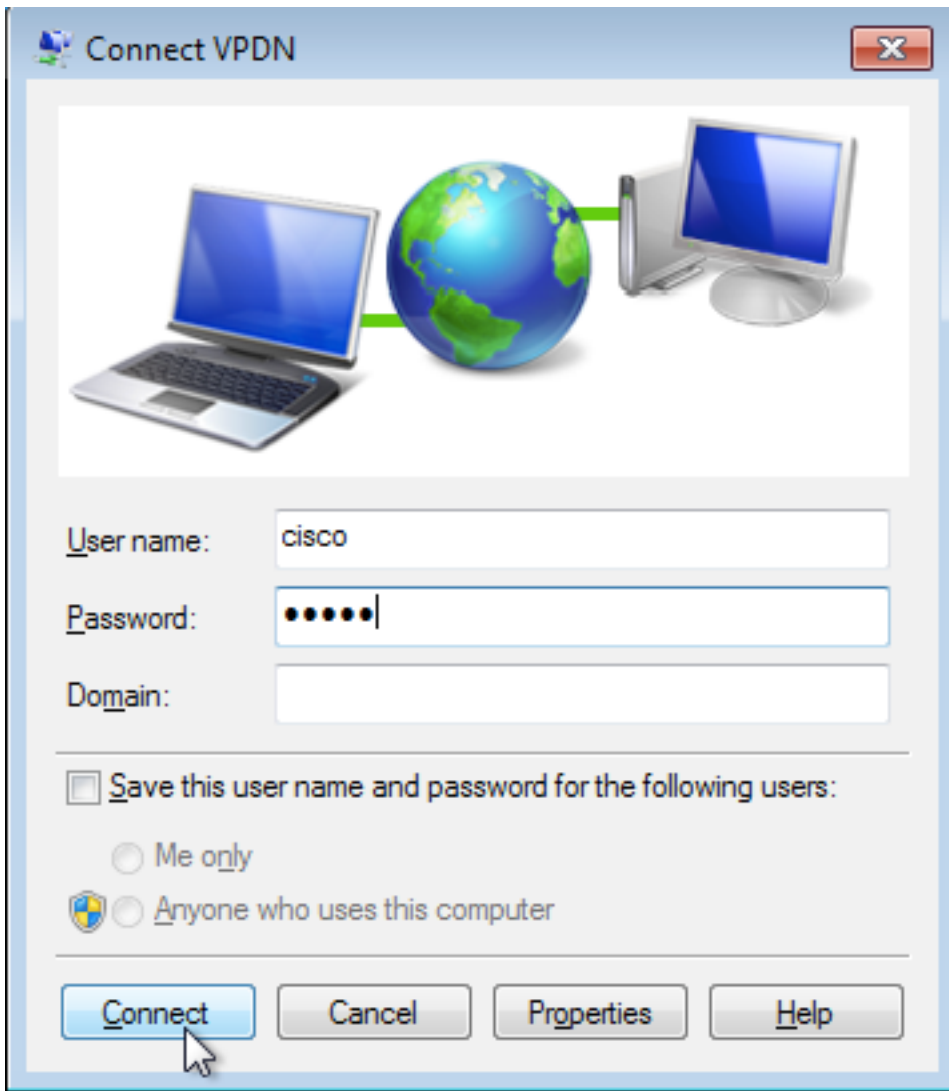 Connect VPDN
User name: cisco
Password: •••••
Domain:
Save this user name and password for the following users:
Me only
Anyone who uses this computer
Connect Cancel Properties Help